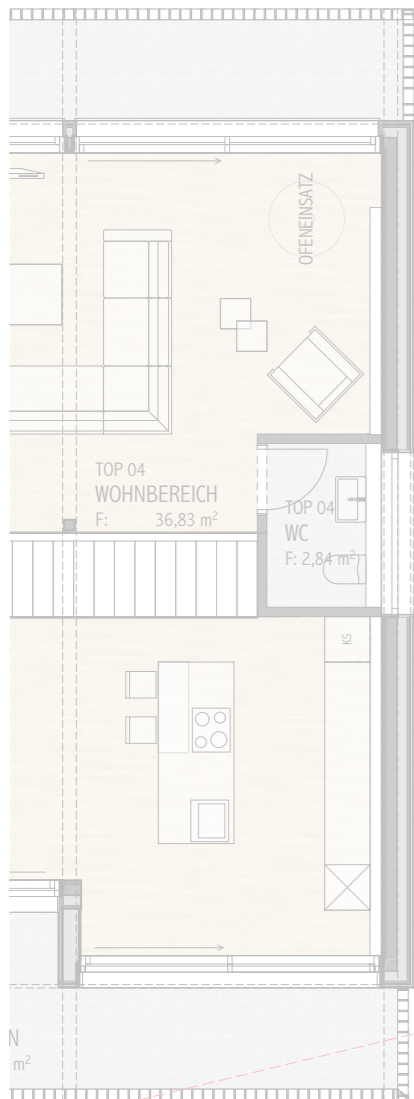 OFENEINSATZ
TOP 04
WOHNBEREICH
F: 36,83 m²
TOP 04
WC
F: 2,84 m²
KS
N
m²